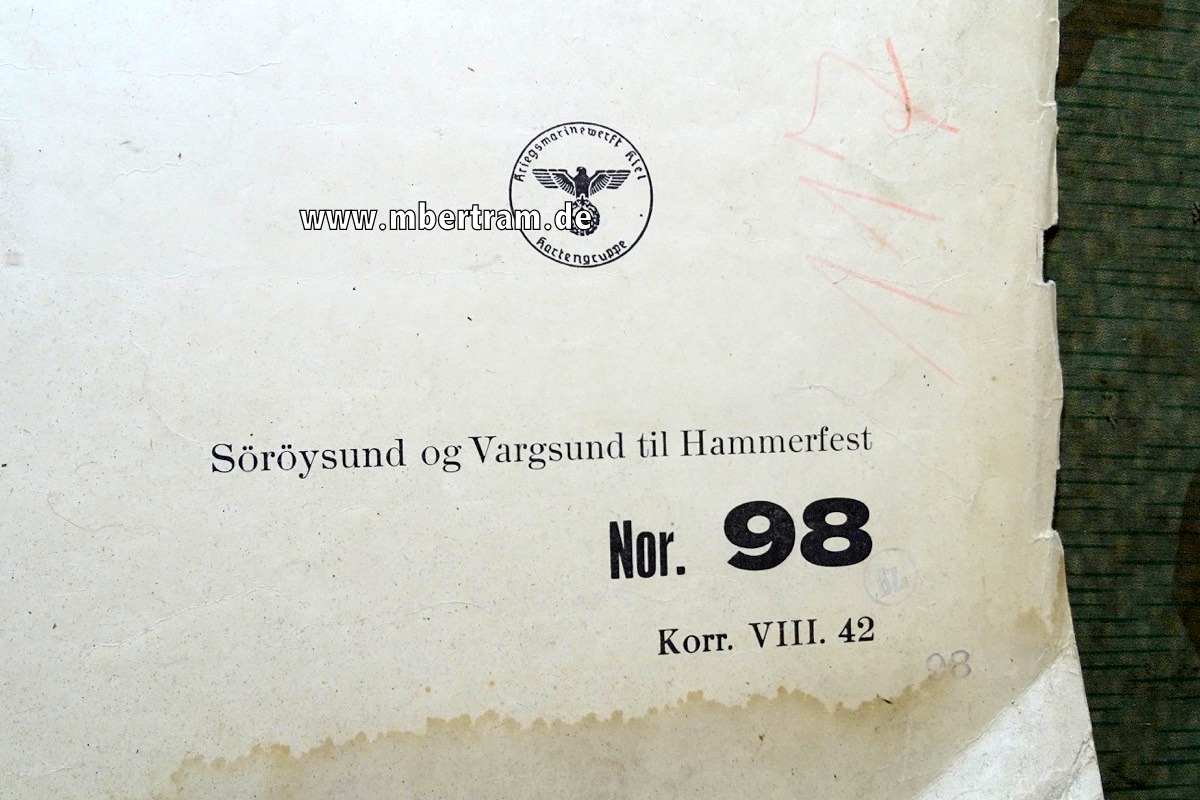 Kriegsmarinewerft Kiel
www.mbertram.de
Kartengruppe
Söröysund og Vargsund til Hammerfest
Nor. 98
Korr. VIII. 42
98